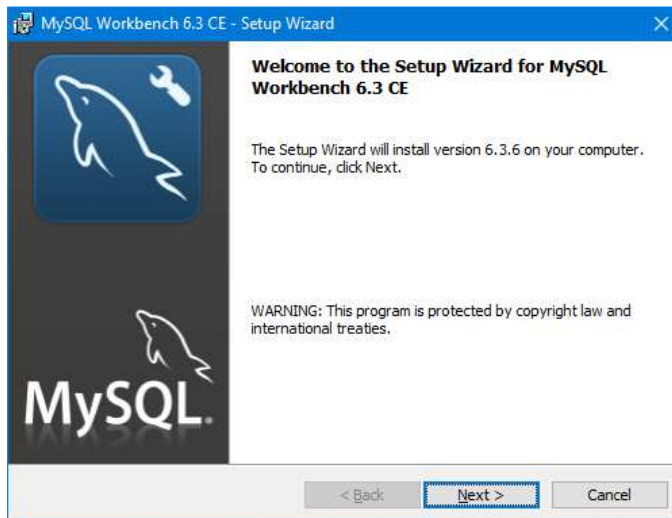 MySQL Workbench 6.3 CE - Setup Wizard
Welcome to the Setup Wizard for MySQL
Workbench 6.3 CE
The Setup Wizard will install version 6.3.6 on your computer.
To continue, click Next.
WARNING: This program is protected by copyright law and
international treaties.
MySQL.
< Back
Next >
Cancel